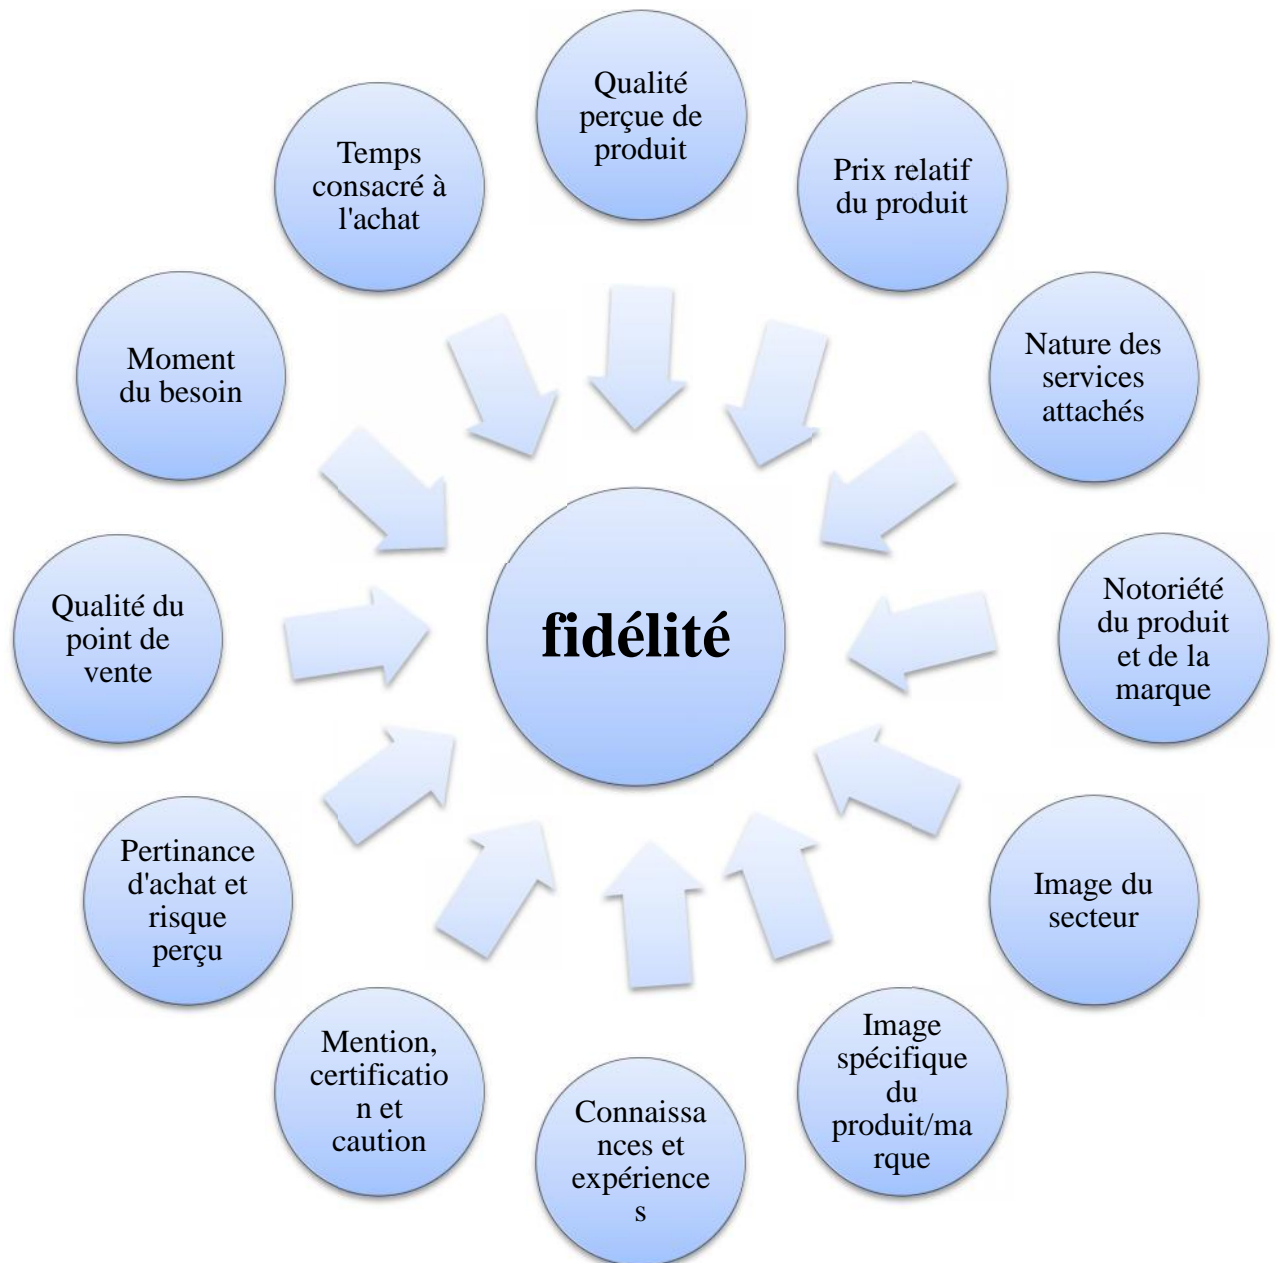 Qualité
perçue de
produit
Prix relatif
du produit
Nature des
services
attachés
Notoriété
du produit
et de la
marque
Image du
secteur
Image
spécifique
du
produit/ma
rque
Connaissa
nces et
expérience
s
Mention,
certificatio
n et
caution
Pertinance
d'achat et
risque
perçu
Qualité du
point de
vente
Moment
du besoin
Temps
consacré à
l'achat
fidélité